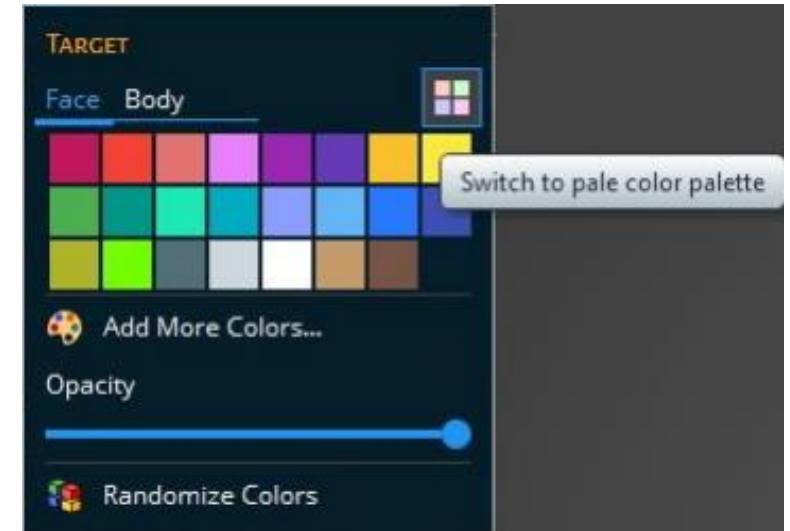 Target
Face Body
Switch to pale color palette
Add More Colors...
Opacity
Randomize Colors